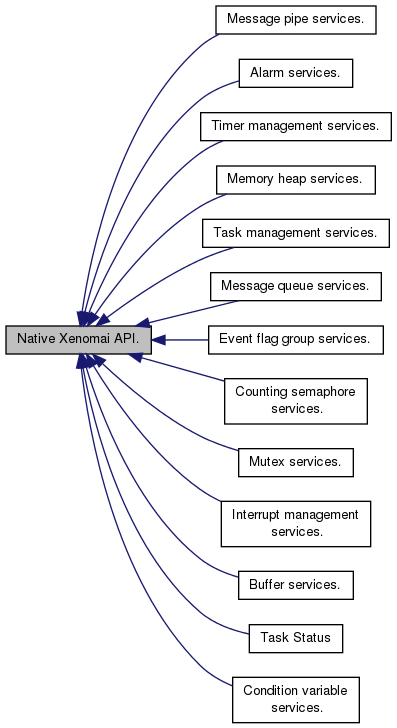 Message pipe services.
Alarm services.
Timer management services.
Memory heap services.
Task management services.
Message queue services.
Native Xenomai API.
Event flag group services.
Counting semaphore
services.
Mutex services.
Interrupt management
services.
Buffer services.
Task Status
Condition variable
services.